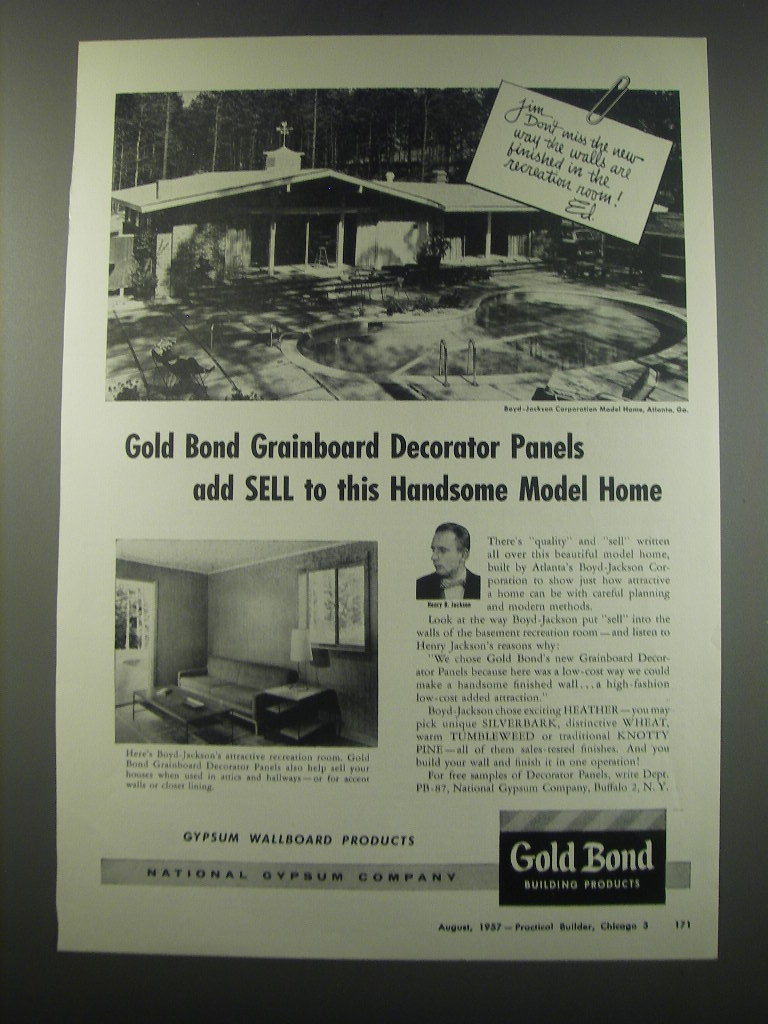 Jim
Don't miss the new
way the walls are
finished in the
recreation room!
Ed.
Boyd-Jackson Corporation Model Home, Atlanta, Ga.
Gold Bond Grainboard Decorator Panels
add SELL to this Handsome Model Home
Henry B. Jackson
There's "quality" and "sell" written
all over this beautiful model home,
built by Atlanta's Boyd-Jackson Cor-
poration to show just how attractive
a home can be with careful planning
and modern methods.
Look at the way Boyd-Jackson put "sell" into the
walls of the basement recreation room—and listen to
Henry Jackson's reasons why:
"We chose Gold Bond's new Grainboard Decor-
ator Panels because here was a low-cost way we could
make a handsome finished wall...a high-fashion
low-cost added attraction."
Boyd-Jackson chose exciting HEATHER—you may
pick unique SILVERBARK, distinctive WHEAT,
warm TUMBLEWEED or traditional KNOTTY
PINE—all of them sales-tested finishes. And you
build your wall and finish it in one operation!
For free samples of Decorator Panels, write Dept.
PB-87, National Gypsum Company, Buffalo 2, N. Y.
Here's Boyd-Jackson's attractive recreation room. Gold
Bond Grainboard Decorator Panels also help sell your
houses when used in attics and hallways—or for accent
walls or closet lining.
GYPSUM WALLBOARD PRODUCTS
NATIONAL GYPSUM COMPANY
Gold Bond
BUILDING PRODUCTS
August, 1957—Practical Builder, Chicago 3 171